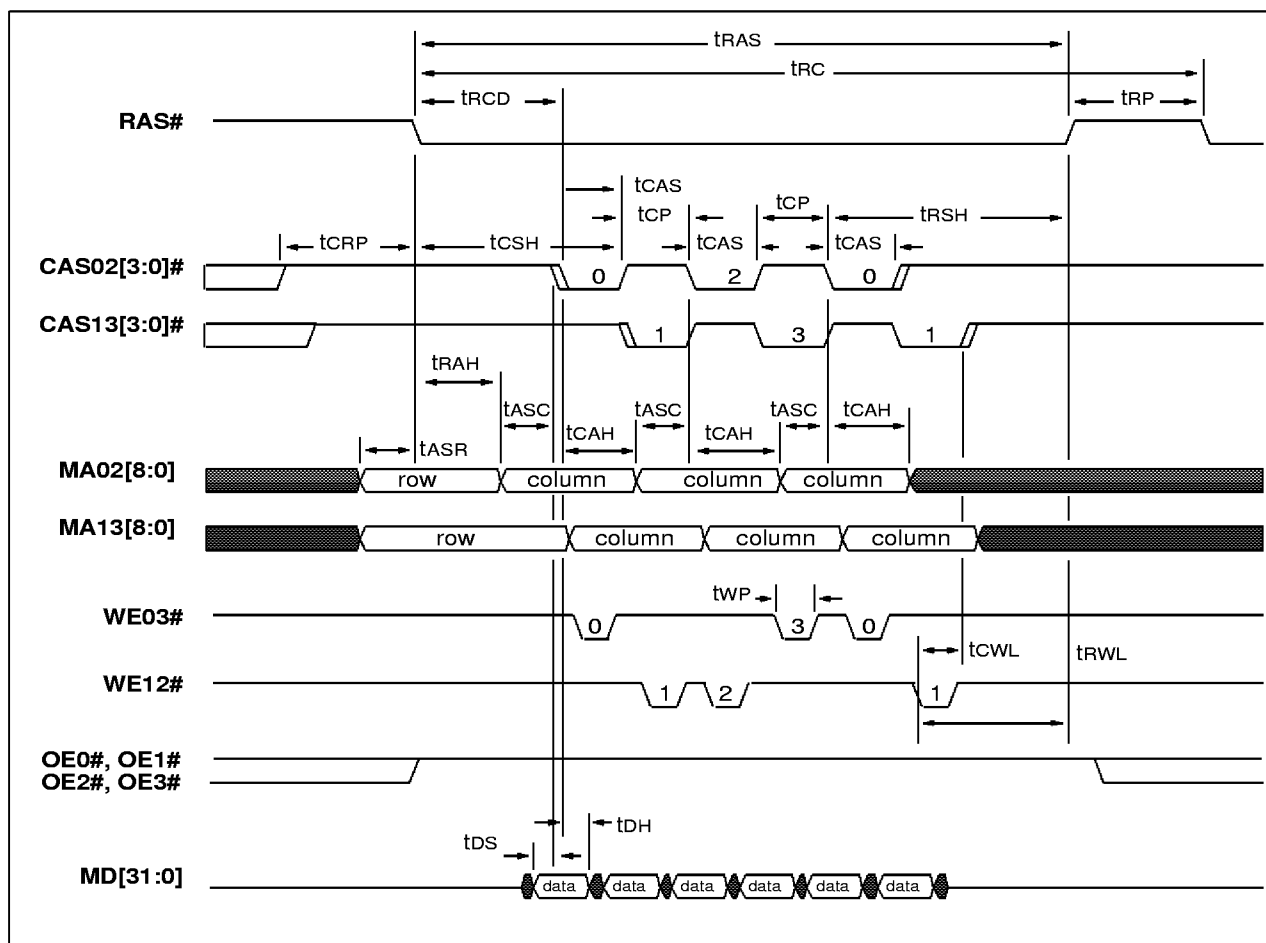 tRAS
tRC
tRCD
tRP
RAS#
tCAS
tCP
tCP
tRSH
tCRP
tCSH
tCAS
tCAS
CAS02[3:0]#
0
2
0
CAS13[3:0]#
1
3
1
tRAH
tASC
tASC
tASC
tCAH
tASR
tCAH
tCAH
MA02[8:0]
row
column
column
column
MA13[8:0]
row
column
column
column
tWP
WE03#
0
3
0
tCWL
tRWL
WE12#
1
2
1
OE0#, OE1#
OE2#, OE3#
tDH
tDS
MD[31:0]
data
data
data
data
data
data